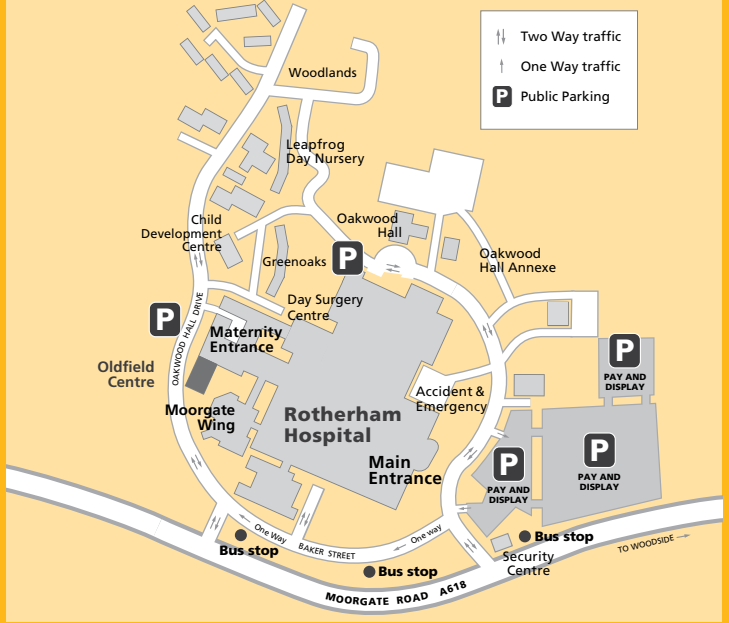 Two Way traffic
One Way traffic
P Public Parking
Woodlands
Leapfrog
Day Nursery
Child
Development
Centre
Oakwood
Hall
Greenoaks
P
Oakwood
Hall Annexe
Day Surgery
Centre
P
OAKWOOD HALL DRIVE
Maternity
Entrance
Oldfield
Centre
Moorgate
Wing
Accident &
Emergency
Rotherham
Hospital
Main
Entrance
P
PAY AND
DISPLAY
P
PAY AND
DISPLAY
P
PAY AND
DISPLAY
One Way
BAKER STREET
One way
Bus stop
Bus stop
Bus stop
Security
Centre
TO WOODSIDE
MOORGATE ROAD A618